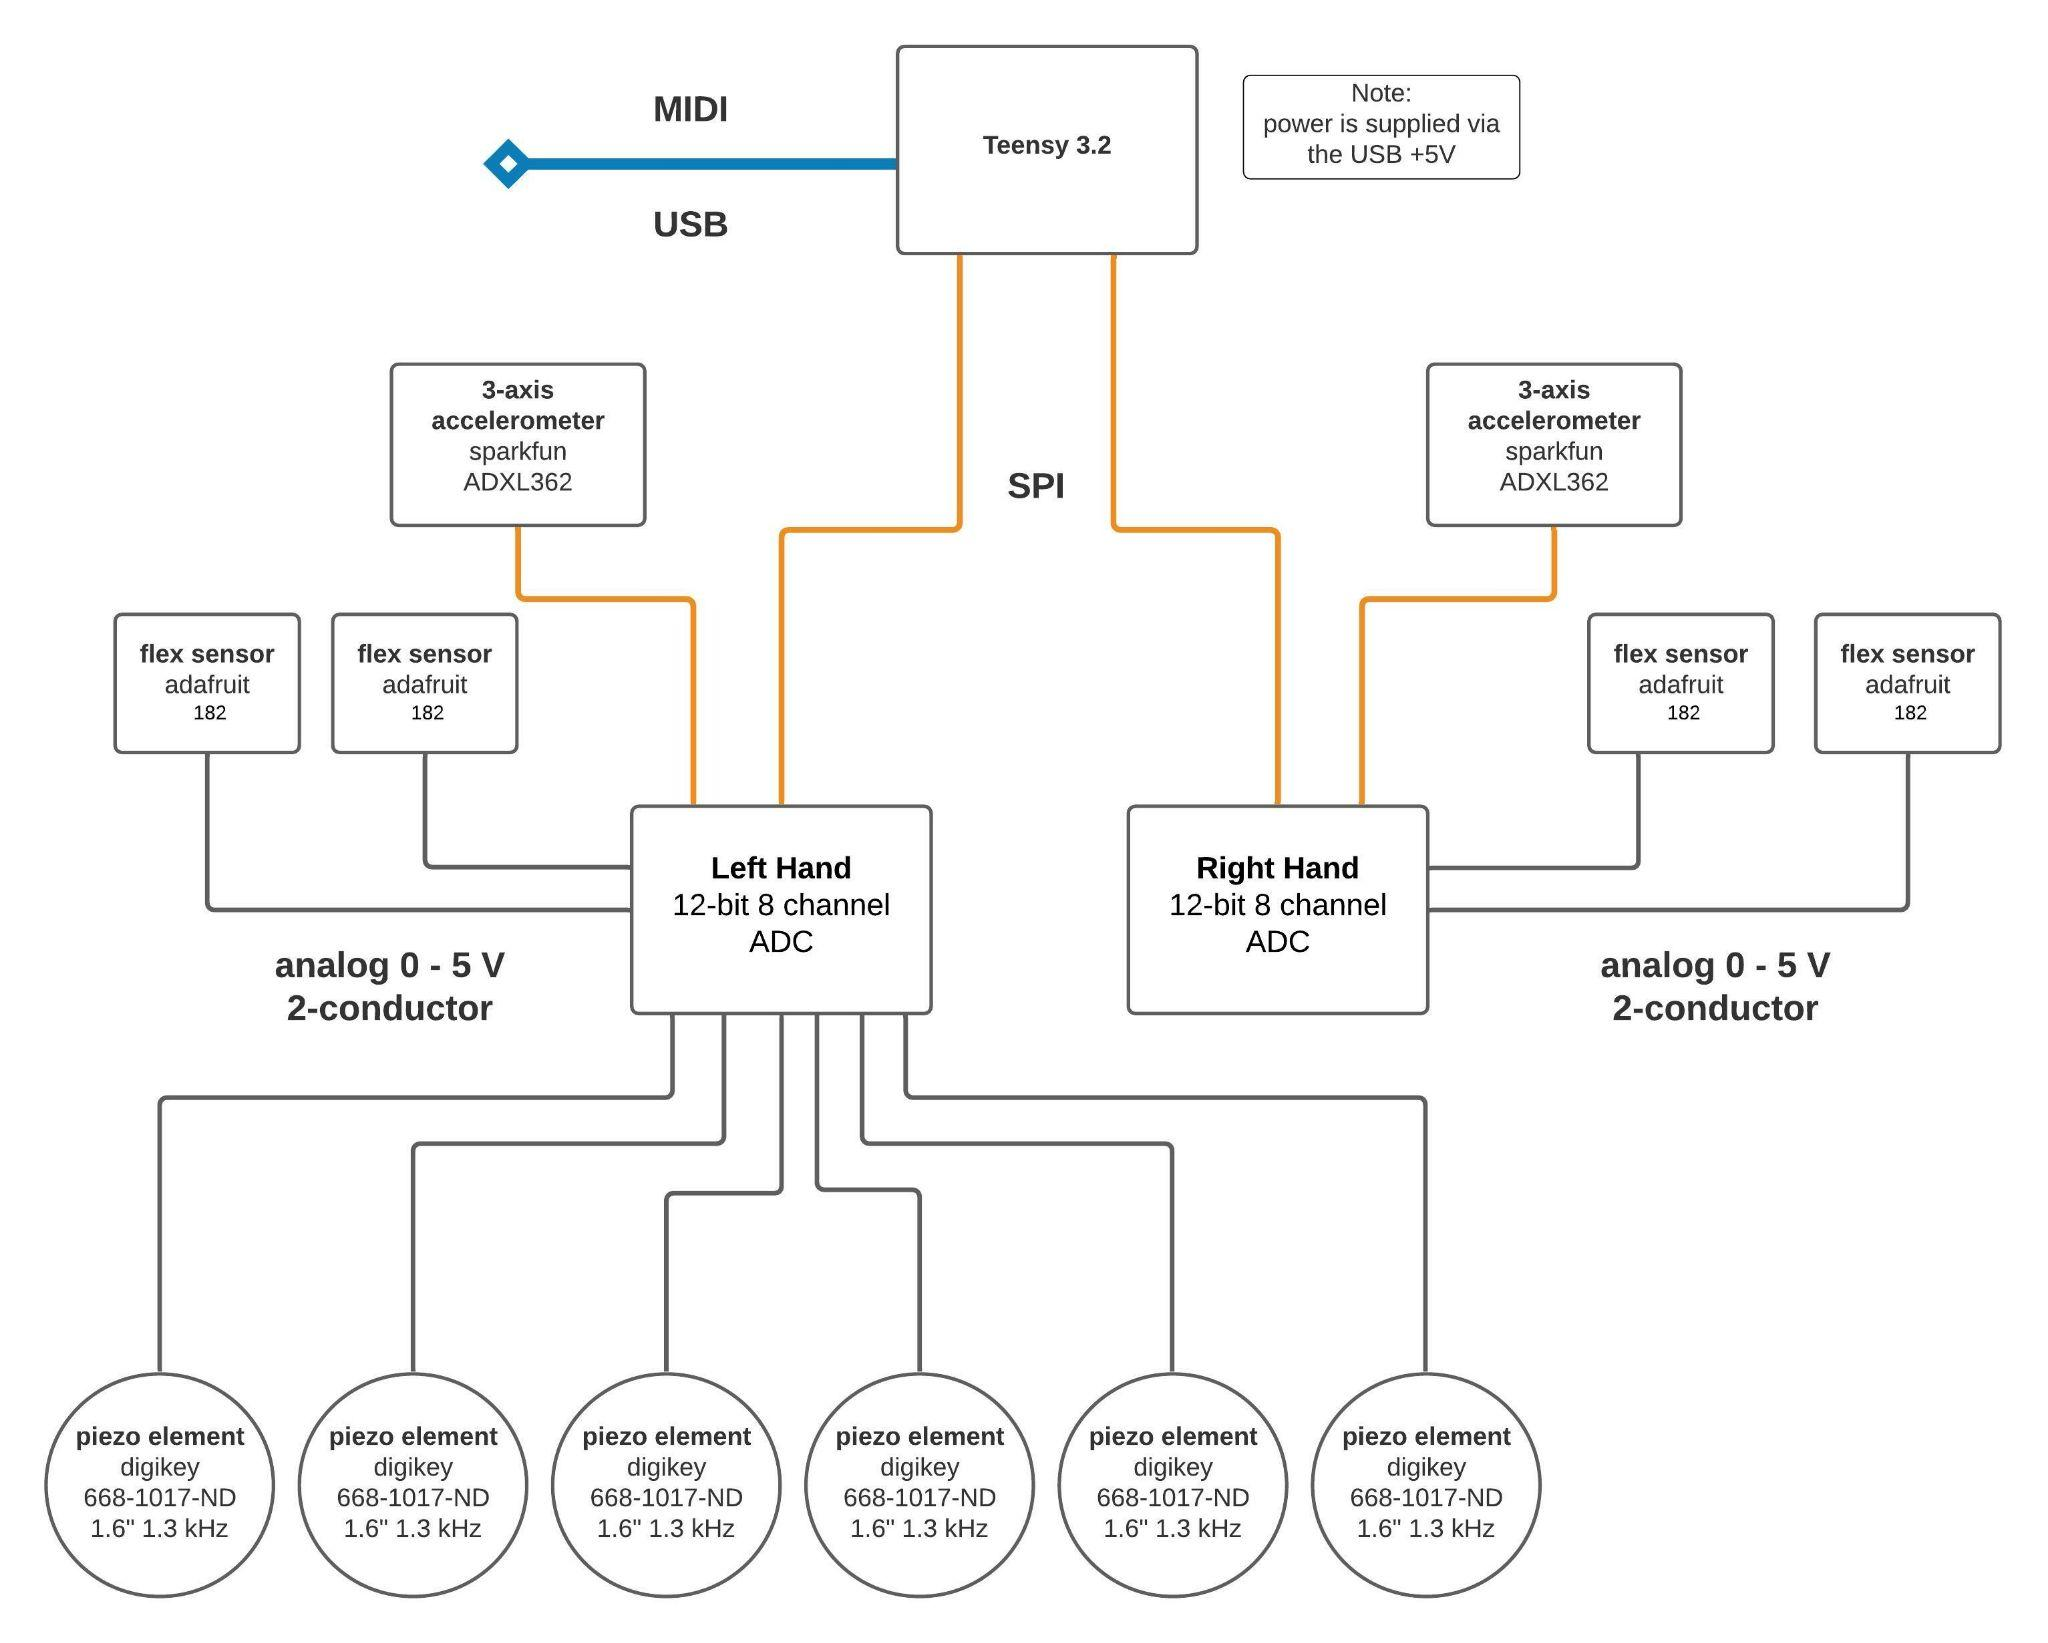 MIDI
USB
Teensy 3.2
Note:
power is supplied via
the USB +5V
3-axis
accelerometer
sparkfun
ADXL362
SPI
3-axis
accelerometer
sparkfun
ADXL362
flex sensor
adafruit
182
flex sensor
adafruit
182
flex sensor
adafruit
182
flex sensor
adafruit
182
Left Hand
12-bit 8 channel
ADC
Right Hand
12-bit 8 channel
ADC
analog 0 - 5 V
2-conductor
analog 0 - 5 V
2-conductor
piezo element
digikey
668-1017-ND
1.6" 1.3 kHz
piezo element
digikey
668-1017-ND
1.6" 1.3 kHz
piezo element
digikey
668-1017-ND
1.6" 1.3 kHz
piezo element
digikey
668-1017-ND
1.6" 1.3 kHz
piezo element
digikey
668-1017-ND
1.6" 1.3 kHz
piezo element
digikey
668-1017-ND
1.6" 1.3 kHz